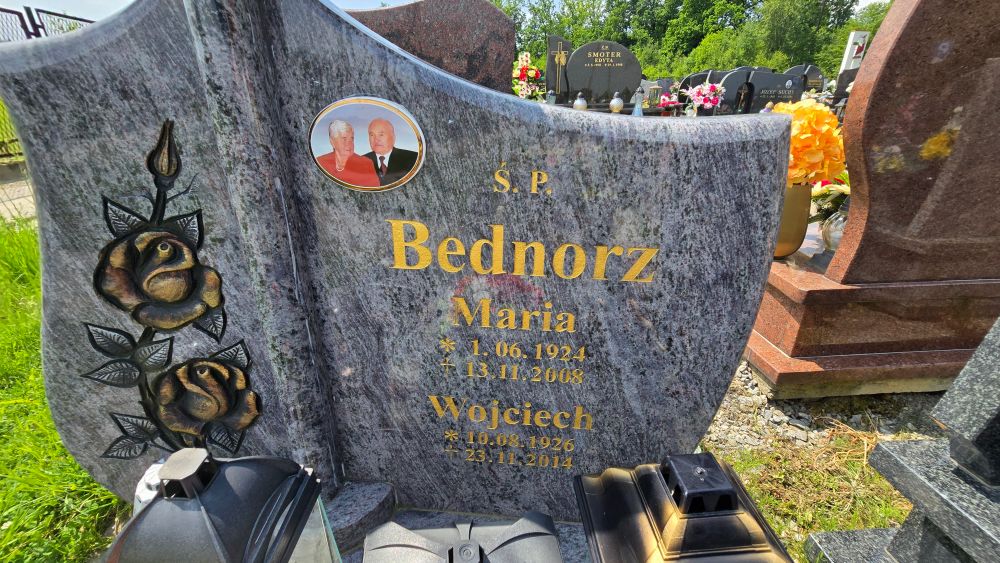 Ś. P.
Bednorz
Maria
* 1. 06. 1924
+ 13. 11. 2008
Wojciech
* 10. 08. 1926
+ 23. 11. 2014
SMOTER
EDYTA